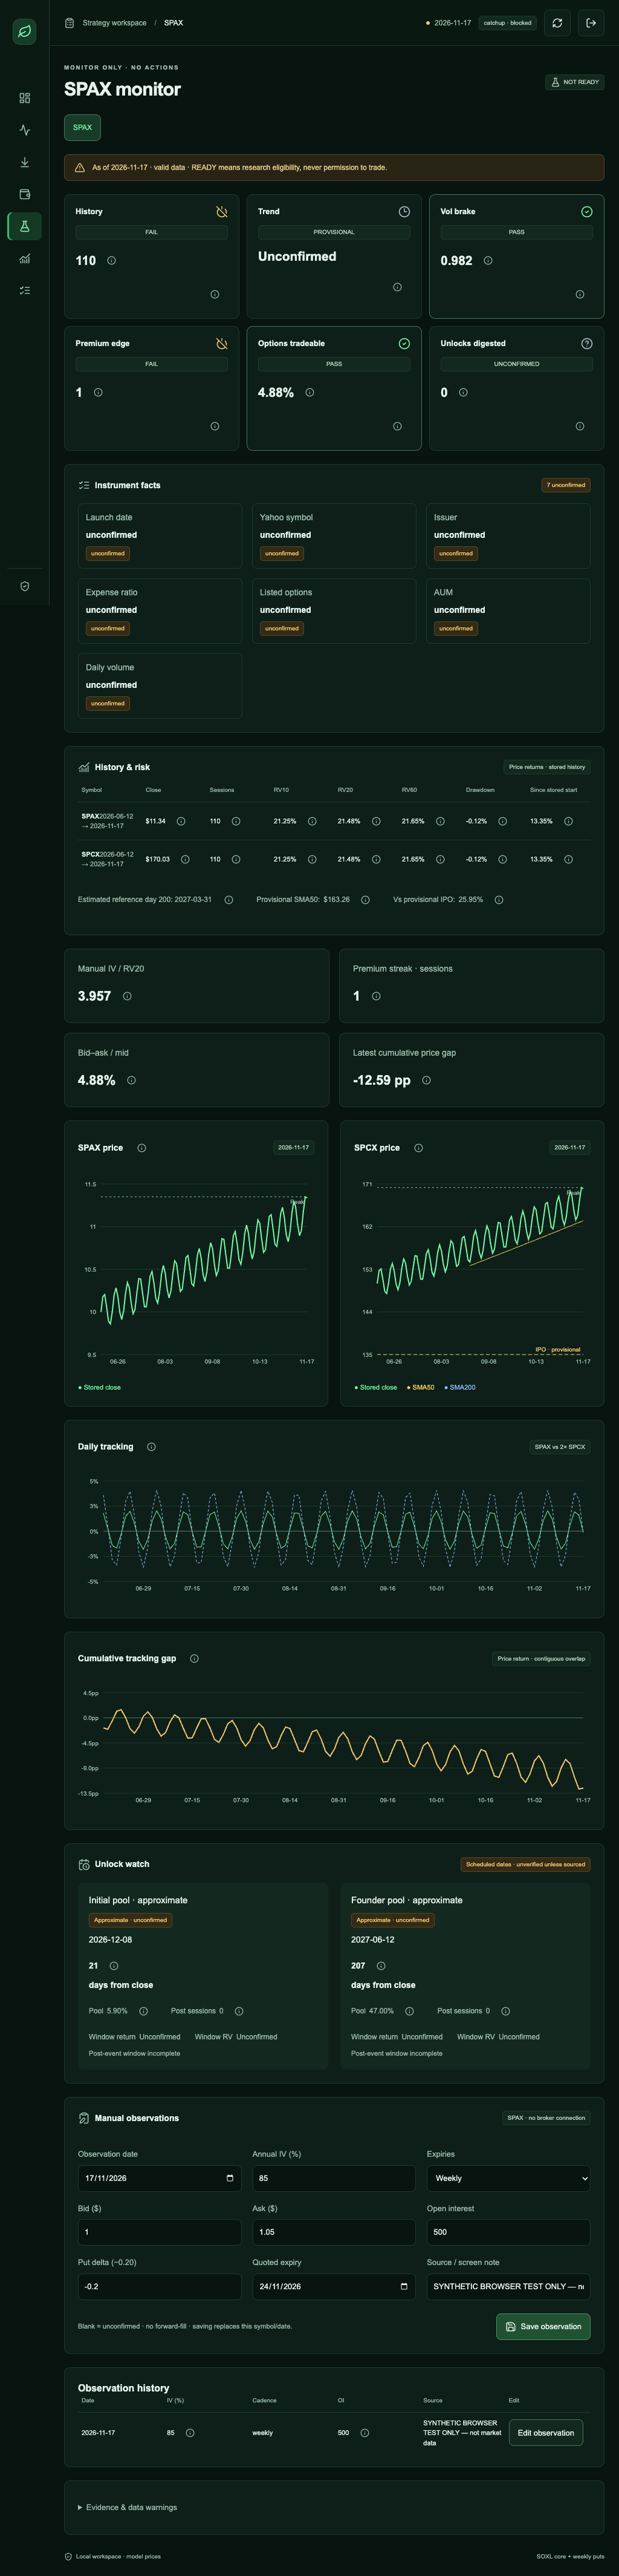 Strategy workspace / SPAX
2026-11-17
catchup · blocked
MONITOR ONLY · NO ACTIONS
SPAX monitor
NOT READY
SPAX
As of 2026-11-17 · valid data · READY means research eligibility, never permission to trade.
History
FAIL
110
Trend
PROVISIONAL
Unconfirmed
Vol brake
PASS
0.982
Premium edge
FAIL
1
Options tradeable
PASS
4.88%
Unlocks digested
UNCONFIRMED
0
Instrument facts
7 unconfirmed
Launch date
unconfirmed
unconfirmed
Yahoo symbol
unconfirmed
unconfirmed
Issuer
unconfirmed
unconfirmed
Expense ratio
unconfirmed
unconfirmed
Listed options
unconfirmed
unconfirmed
AUM
unconfirmed
unconfirmed
Daily volume
unconfirmed
unconfirmed
History & risk
Price returns · stored history
Symbol Close Sessions RV10 RV20 RV60 Drawdown Since stored start
SPAX2026-06-12
→ 2026-11-17
$11.34 110 21.25% 21.48% 21.65% -0.12% 13.35%
SPCX2026-06-12
→ 2026-11-17
$170.03 110 21.25% 21.48% 21.65% -0.12% 13.35%
Estimated reference day 200: 2027-03-31 Provisional SMA50: $163.26 Vs provisional IPO: 25.95%
Manual IV / RV20
3.957
Premium streak · sessions
1
Bid–ask / mid
4.88%
Latest cumulative price gap
-12.59 pp
SPAX price
2026-11-17
11.5
11
10.5
10
9.5
Peak
06-26 08-03 09-08 10-13 11-17
Stored close
SPCX price
2026-11-17
171
162
153
144
135
Peak
IPO · provisional
06-26 08-03 09-08 10-13 11-17
Stored close SMA50 SMA200
Daily tracking
SPAX vs 2× SPCX
5%
3%
0%
-3%
-5%
06-29 07-15 07-30 08-14 08-31 09-16 10-01 10-16 11-02 11-17
Cumulative tracking gap
Price return · contiguous overlap
4.5pp
0.0pp
-4.5pp
-9.0pp
-13.5pp
06-29 07-15 07-30 08-14 08-31 09-16 10-01 10-16 11-02 11-17
Unlock watch
Scheduled dates · unverified unless sourced
Initial pool · approximate
Approximate · unconfirmed
2026-12-08
21
days from close
Pool 5.90% Post sessions 0
Window return Unconfirmed Window RV Unconfirmed
Post-event window incomplete
Founder pool · approximate
Approximate · unconfirmed
2027-06-12
207
days from close
Pool 47.00% Post sessions 0
Window return Unconfirmed Window RV Unconfirmed
Post-event window incomplete
Manual observations
SPAX · no broker connection
Observation date
17/11/2026
Annual IV (%)
85
Expiries
Weekly
Bid ($)
1
Ask ($)
1.05
Open interest
500
Put delta (−0.20)
-0.2
Quoted expiry
24/11/2026
Source / screen note
SYNTHETIC BROWSER TEST ONLY — 
Blank = unconfirmed · no forward-fill · saving replaces this symbol/date.
Save observation
Observation history
Date IV (%) Cadence OI Source Edit
2026-11-17 85 weekly 500
SYNTHETIC BROWSER
TEST ONLY — not market
data
Edit observation
Evidence & data warnings
Local workspace · model prices
SOXL core + weekly puts